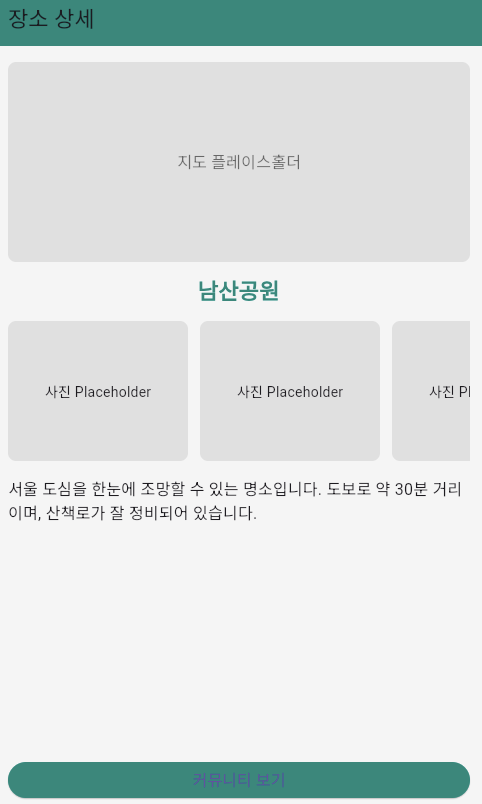 장소 상세
지도 플레이스홀더
남산공원
사진 Placeholder
사진 Placeholder
사진 Pl
서울 도심을 한눈에 조망할 수 있는 명소입니다. 도보로 약 30분 거리
이며, 산책로가 잘 정비되어 있습니다.
커뮤니티 보기